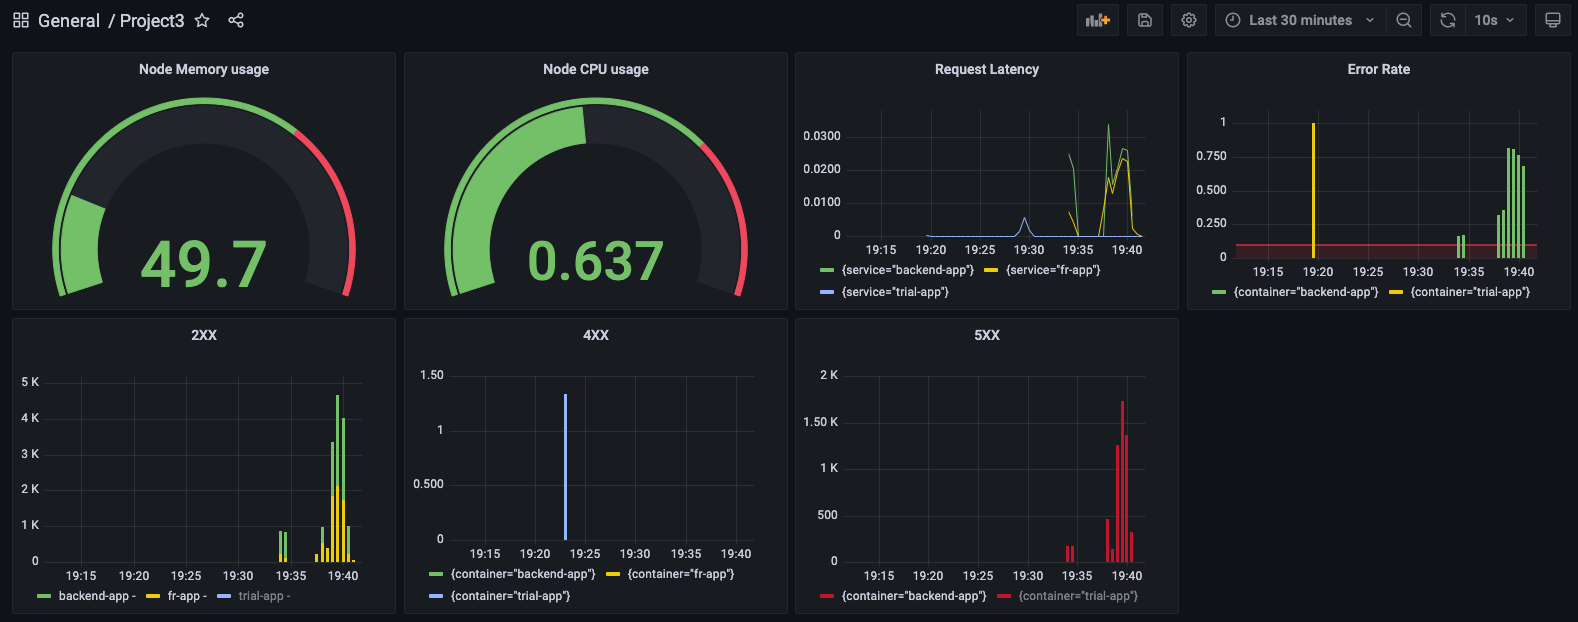 General / Project3
Last 30 minutes
10s
Node Memory usage
49.7
Node CPU usage
0.637
Request Latency
0.0300
0.0200
0.0100
0
19:15 19:20 19:25 19:30 19:35 19:40
{service="backend-app"} {service="fr-app"}
{service="trial-app"}
Error Rate
1
0.750
0.500
0.250
0
19:15 19:20 19:25 19:30 19:35 19:40
{container="backend-app"} {container="trial-app"}
2XX
5 K
4 K
3 K
2 K
1 K
0
19:15 19:20 19:25 19:30 19:35 19:40
backend-app - fr-app - trial-app -
4XX
1.50
1
0.500
0
19:15 19:20 19:25 19:30 19:35 19:40
{container="backend-app"} {container="fr-app"}
{container="trial-app"}
5XX
2 K
1.50 K
1 K
500
0
19:15 19:20 19:25 19:30 19:35 19:40
{container="backend-app"} {container="trial-app"}